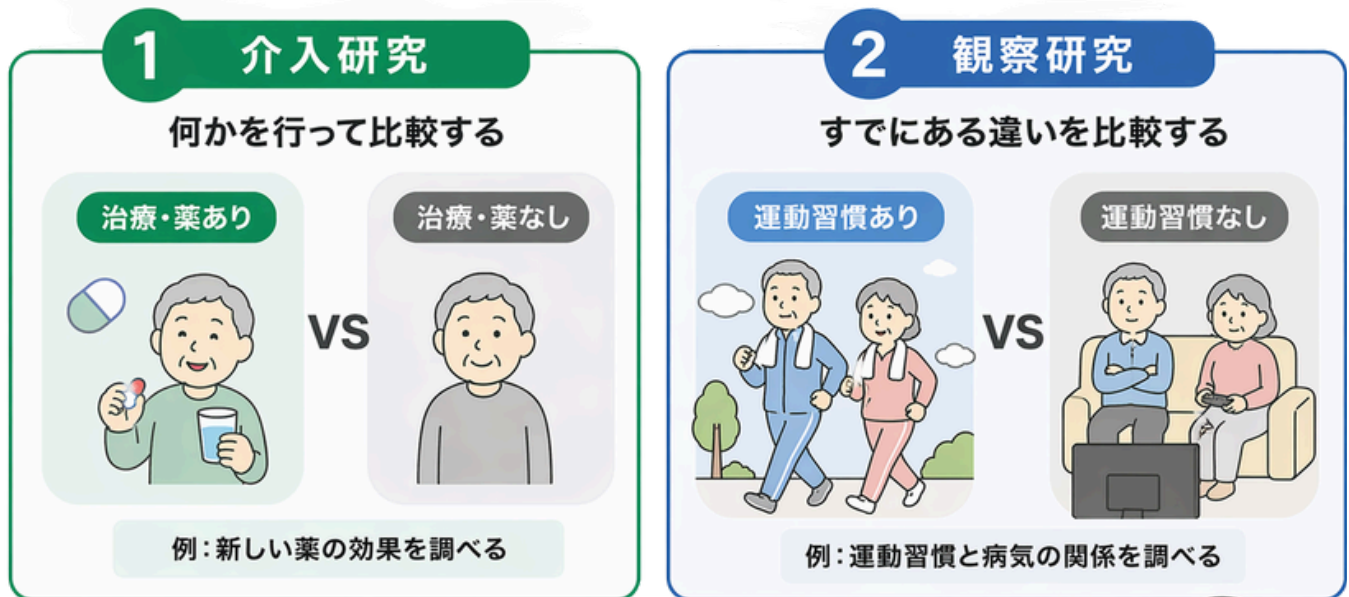 1 介入研究
何かを行って比較する
治療・薬あり
VS
治療・薬なし
例：新しい薬の効果を調べる
2 観察研究
すでにある違いを比較する
運動習慣あり
VS
運動習慣なし
例：運動習慣と病気の関係を調べる